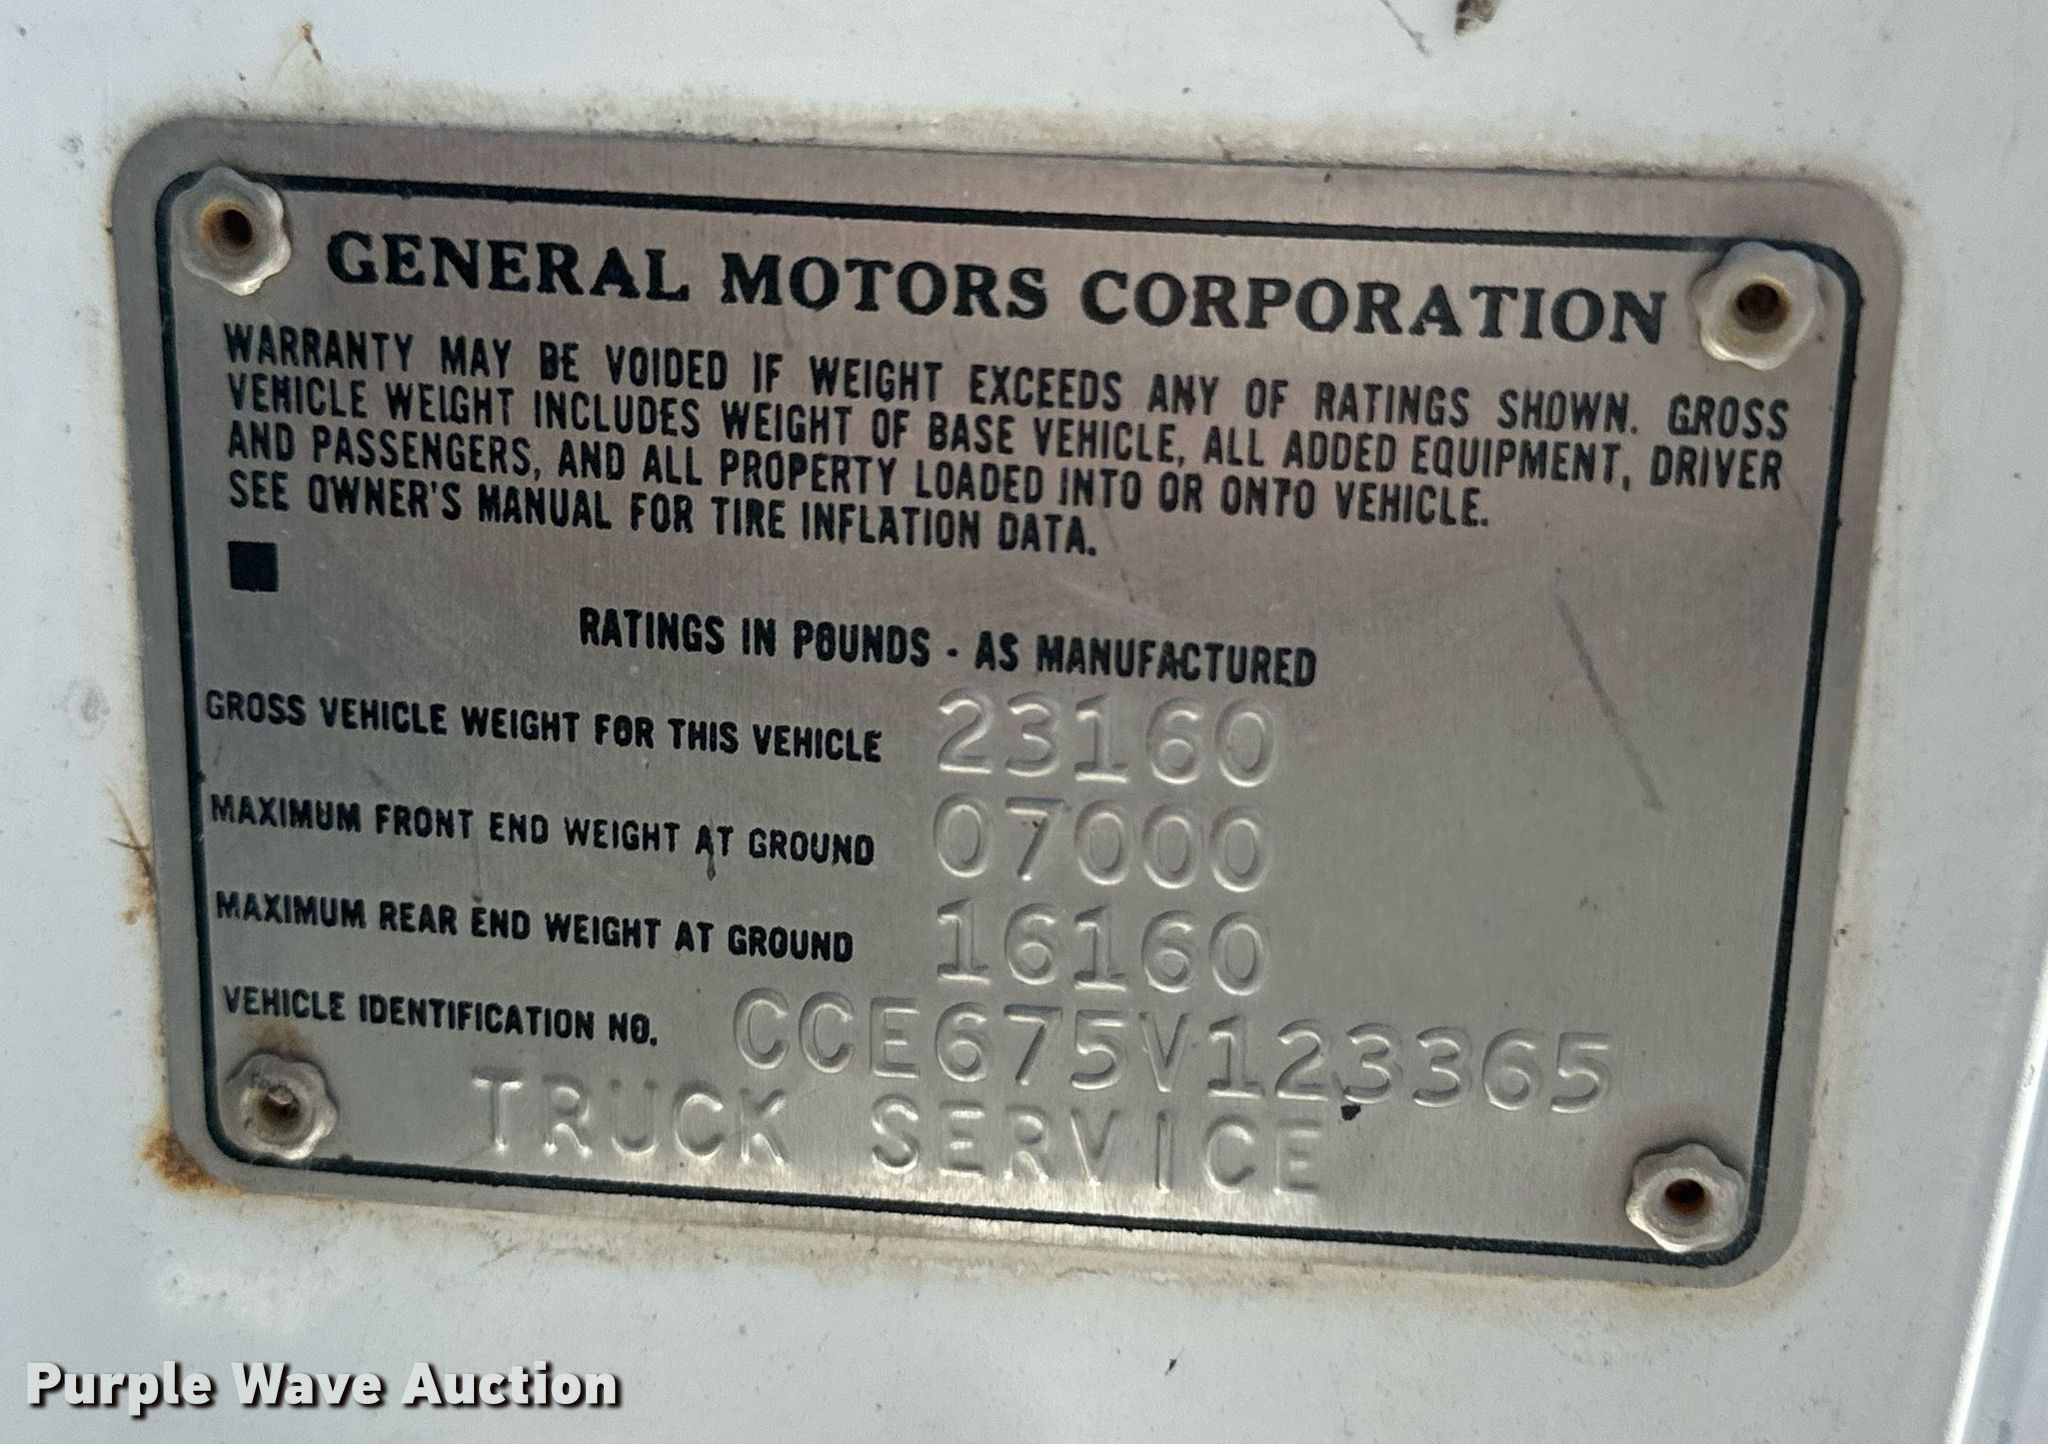 GENERAL MOTORS CORPORATION
WARRANTY MAY BE VOIDED IF WEIGHT EXCEEDS ANY OF RATINGS SHOWN. GROSS
VEHICLE WEIGHT INCLUDES WEIGHT OF BASE VEHICLE, ALL ADDED EQUIPMENT, DRIVER
AND PASSENGERS, AND ALL PROPERTY LOADED INTO OR ONTO VEHICLE.
SEE OWNER'S MANUAL FOR TIRE INFLATION DATA.
RATINGS IN POUNDS - AS MANUFACTURED
GROSS VEHICLE WEIGHT FOR THIS VEHICLE 23160
MAXIMUM FRONT END WEIGHT AT GROUND 07000
MAXIMUM REAR END WEIGHT AT GROUND 16160
VEHICLE IDENTIFICATION NO. CCE675V123365
TRUCK SERVICE
Purple Wave Auction